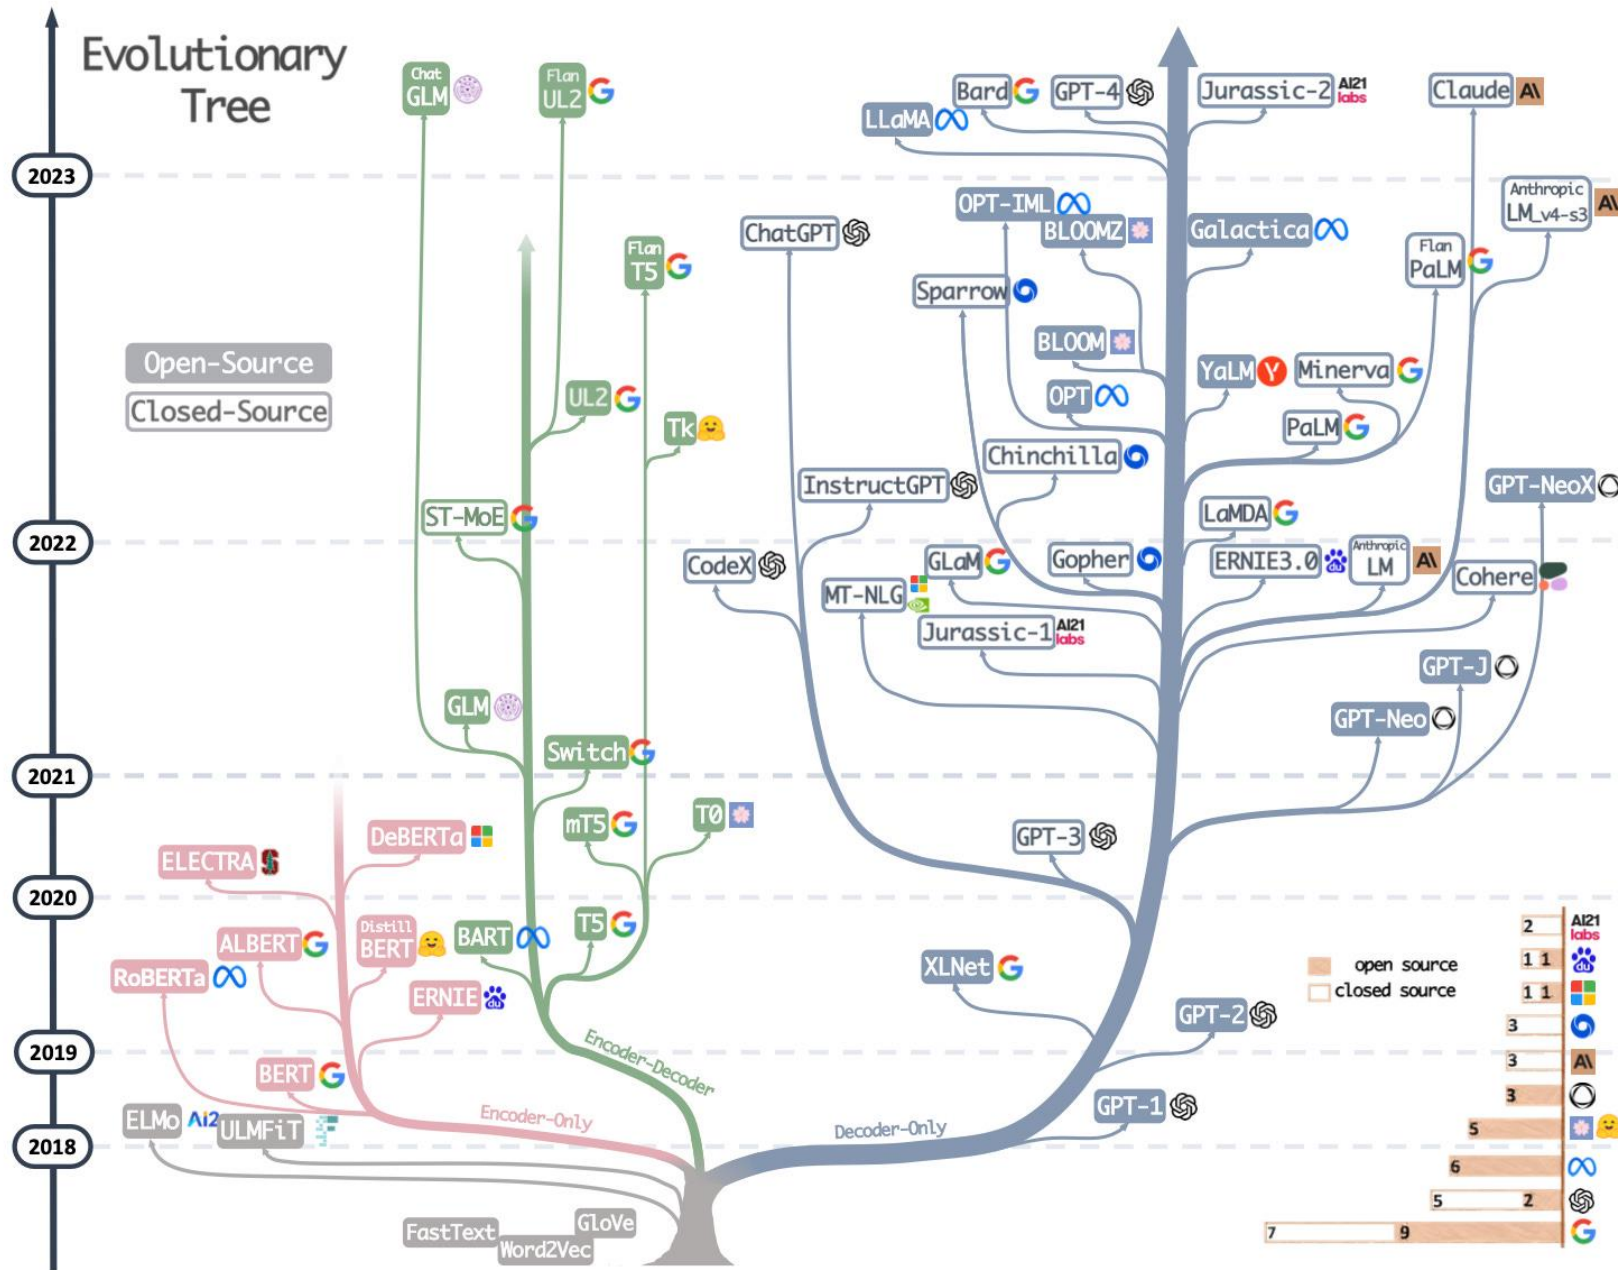 Evolutionary
Tree
Chat
GLM
Flan
UL2
Bard
GPT-4
Jurassic-2
AI21
labs
Claude
A\
LLaMA
2023
OPT-IML
Anthropic
LM_v4-s3
A\
ChatGPT
BLOOMZ
Galactica
Flan
T5
Flan
PaLM
Sparrow
Open-Source
BLOOM
YaLM
Minerva
Closed-Source
UL2
OPT
Tk
PaLM
Chinchilla
InstructGPT
GPT-NeoX
ST-MoE
LaMDA
2022
CodeX
GLaM
Gopher
ERNIE3.0
du
Anthropic
LM
A\
Cohere
MT-NLG
Jurassic-1
AI21
labs
GPT-J
GLM
GPT-Neo
Switch
2021
mT5
T0
DeBERTa
GPT-3
ELECTRA
S
2020
ALBERT
Distill
BERT
BART
T5
2
AI21
labs
RoBERTa
XLNet
open source
1 1
du
ERNIE
du
closed source
1 1
GPT-2
3
Encoder-Decoder
2019
3
A\
BERT
3
ELMo
AI2
ULMFiT
Encoder-Only
Decoder-Only
GPT-1
5
2018
6
5 2
FastText
Word2Vec
GloVe
7 9